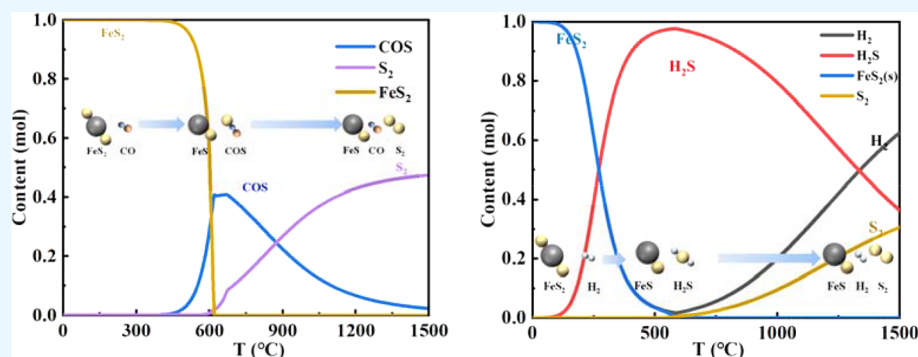 FeS₂
COS
S₂
FeS₂
FeS₂
CO
FeS
COS
FeS
CO
S₂
S₂
COS
Content (mol)
1.0
0.8
0.6
0.4
0.2
0.0
0
300
600
900
1200
1500
T (°C)
FeS₂
H₂S
H₂
H₂S
FeS₂(s)
S₂
H₂
S₂
FeS₂
H₂
FeS
H₂S
FeS
H₂
S₂
Content (mol)
1.0
0.8
0.6
0.4
0.2
0.0
0
500
1000
1500
T (°C)